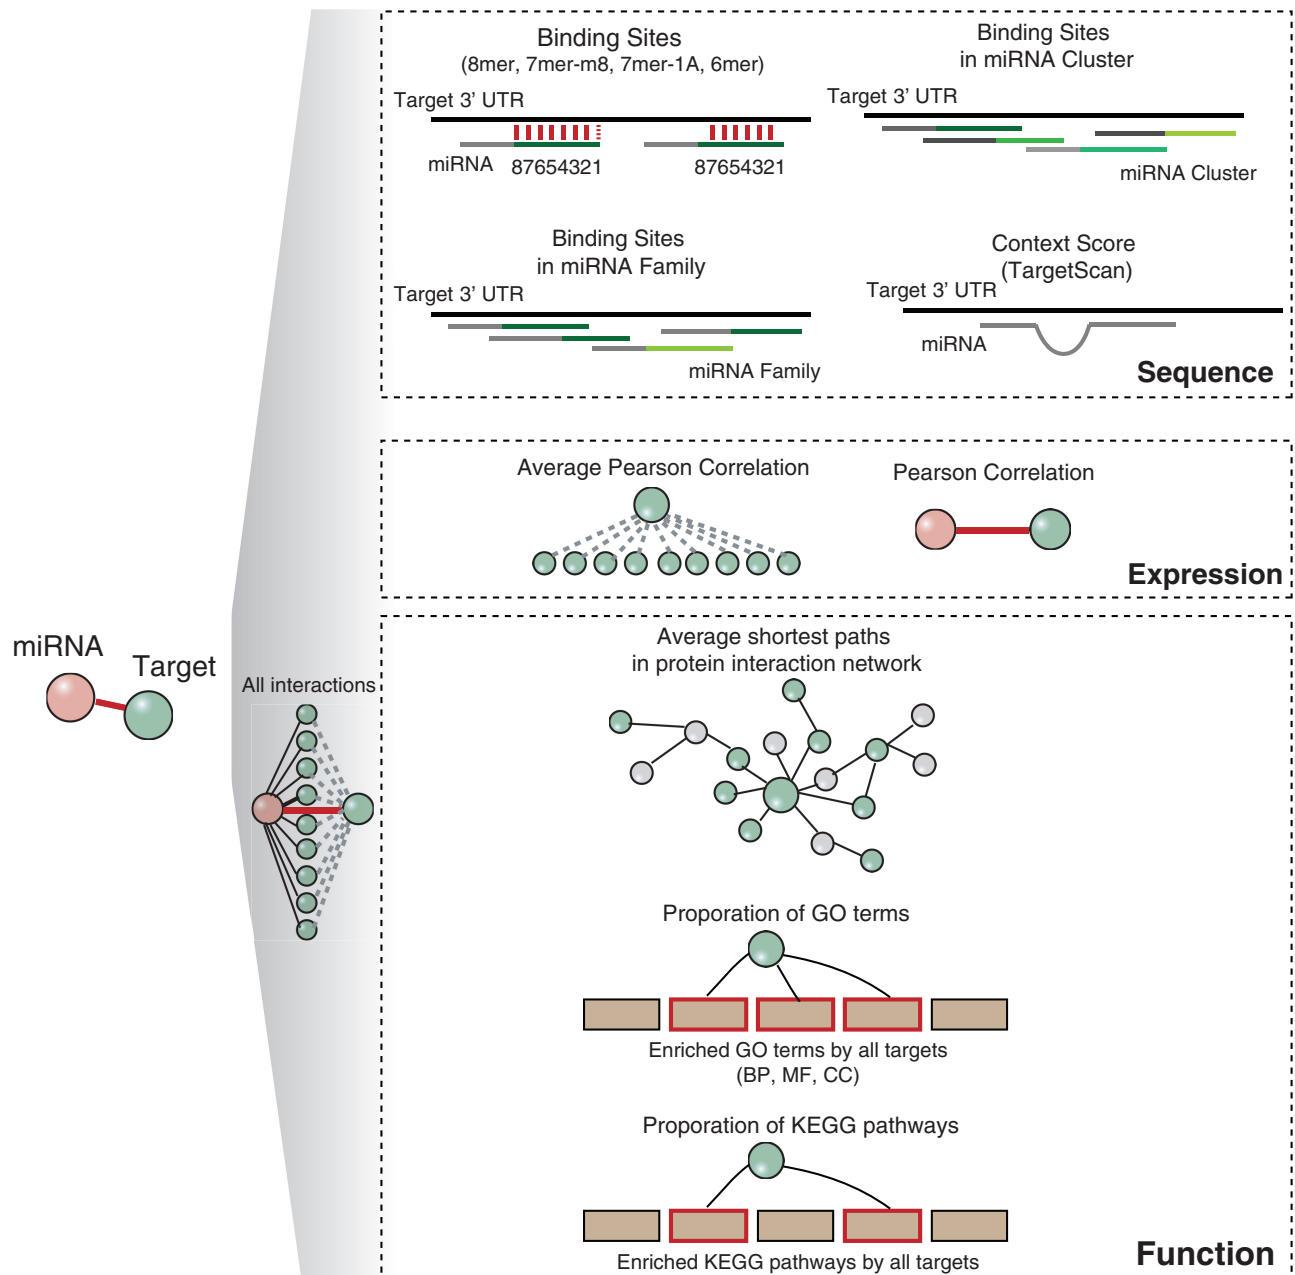 Binding Sites
(8mer, 7mer-m8, 7mer-1A, 6mer)
Target 3' UTR
miRNA
87654321
87654321
Binding Sites
in miRNA Cluster
Target 3' UTR
miRNA Cluster
Binding Sites
in miRNA Family
Target 3' UTR
miRNA Family
Context Score
(TargetScan)
Target 3' UTR
miRNA
Sequence
Average Pearson Correlation
Pearson Correlation
Expression
miRNA
Target
All interactions
Average shortest paths
in protein interaction network
Proporation of GO terms
Enriched GO terms by all targets
(BP, MF, CC)
Proporation of KEGG pathways
Enriched KEGG pathways by all targets
Function